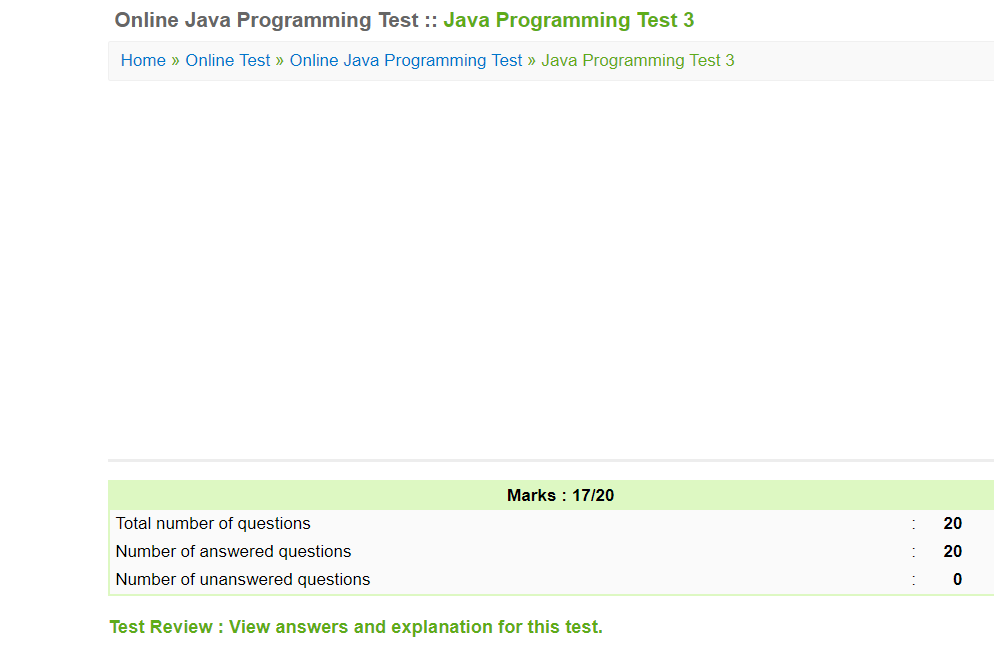 Online Java Programming Test :: Java Programming Test 3
Home » Online Test » Online Java Programming Test » Java Programming Test 3
Marks : 17/20
Total number of questions : 20
Number of answered questions : 20
Number of unanswered questions : 0
Test Review : View answers and explanation for this test.